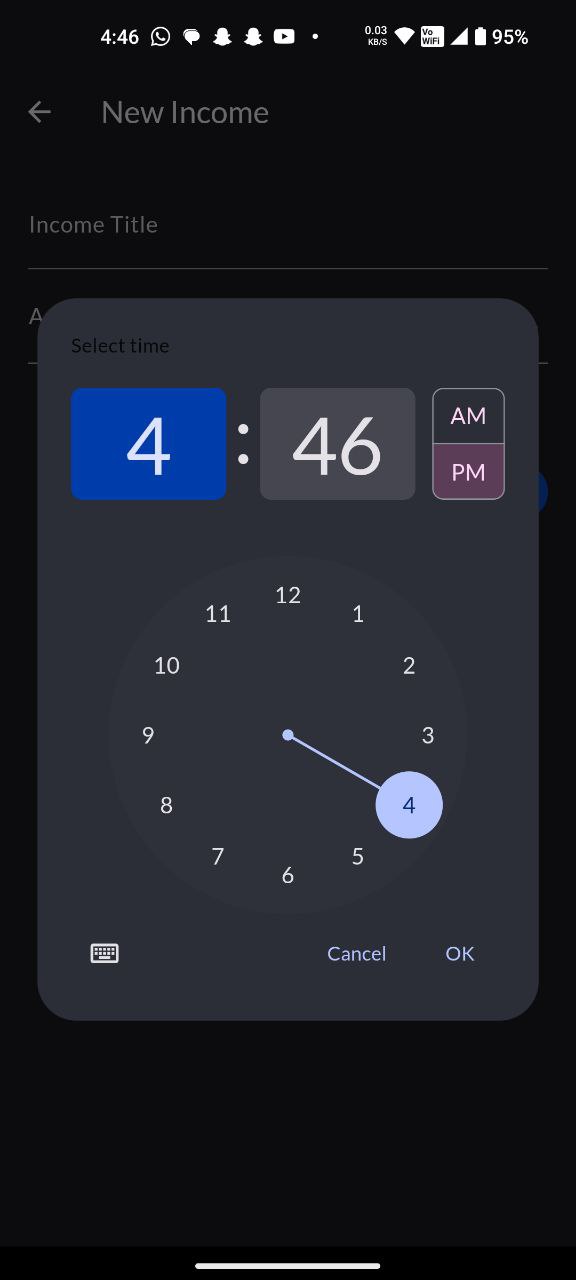 4:46 0.03 KB/S Vo WiFi 95%
New Income
Income Title
A
Select time
4 : 46 AM
PM
12
11 1
10 2
9 3
8 4
7 5
6
Cancel OK